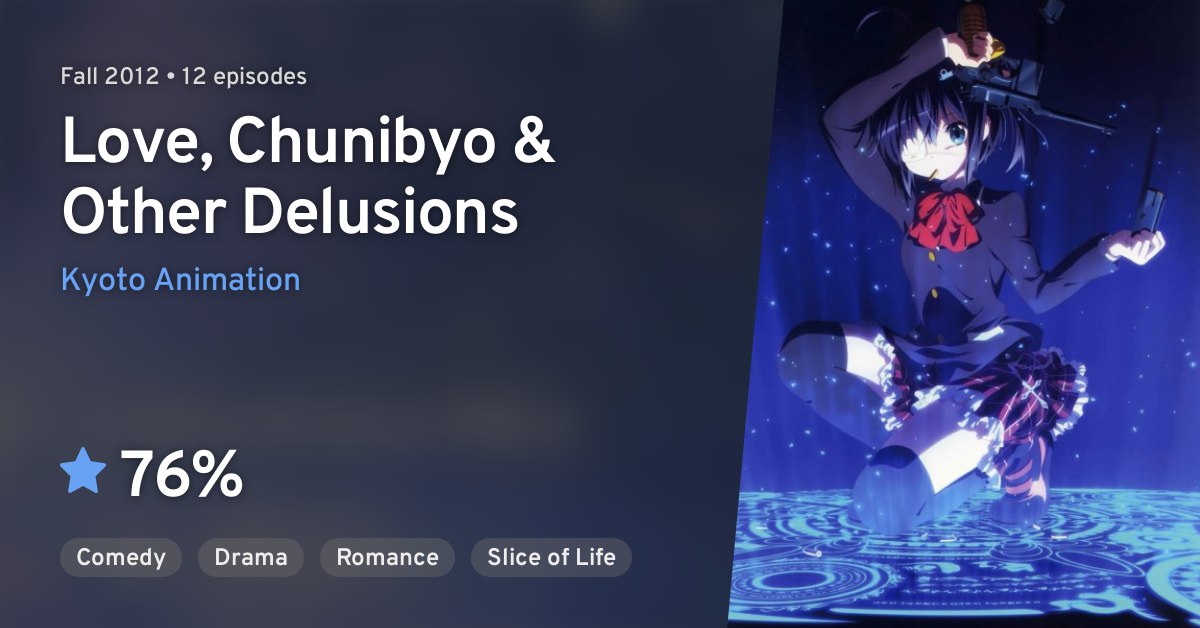 Fall 2012 • 12 episodes
Love, Chunibyo &
Other Delusions
Kyoto Animation
76%
Comedy Drama Romance Slice of Life